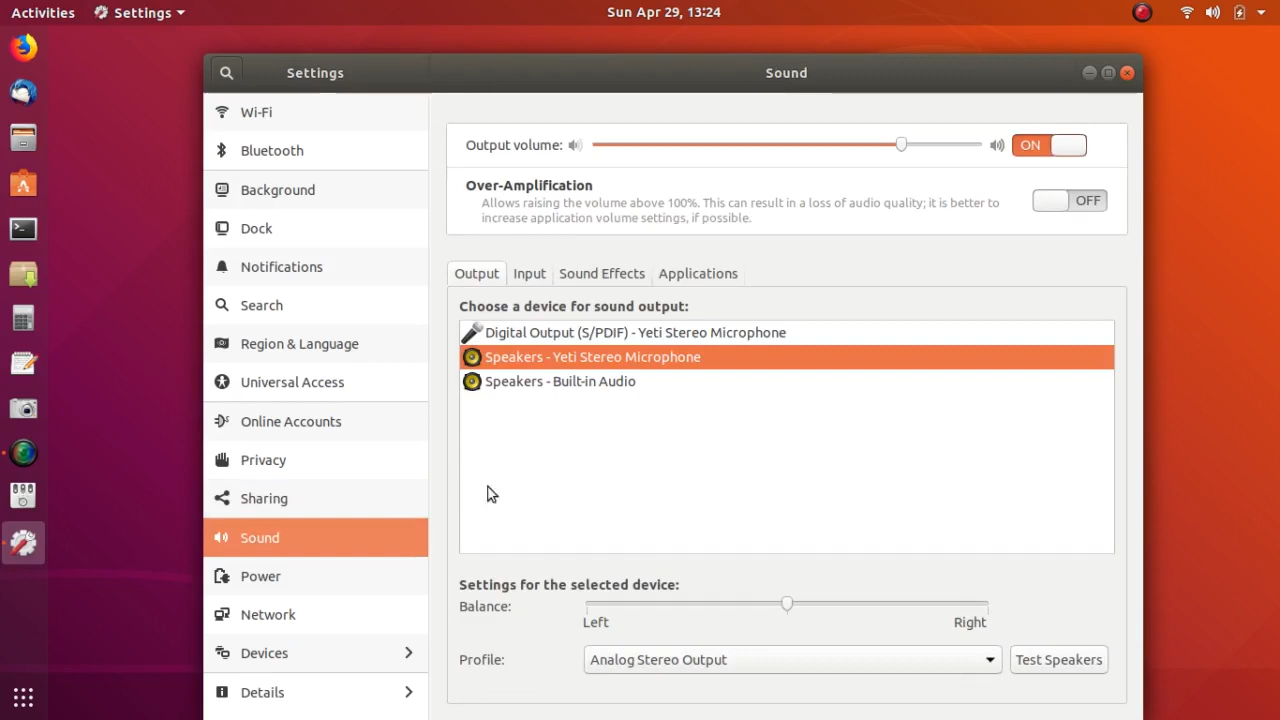 Activities
Settings
Sun Apr 29, 13:24
Settings
Sound
Wi-Fi
Bluetooth
Background
Dock
Notifications
Search
Region & Language
Universal Access
Online Accounts
Privacy
Sharing
Sound
Power
Network
Devices
Details
Output volume:
ON
Over-Amplification
Allows raising the volume above 100%. This can result in a loss of audio quality; it is better to
increase application volume settings, if possible.
OFF
Output
Input
Sound Effects
Applications
Choose a device for sound output:
Digital Output (S/PDIF) - Yeti Stereo Microphone
Speakers - Yeti Stereo Microphone
Speakers - Built-in Audio
Settings for the selected device:
Balance:
Left
Right
Profile:
Analog Stereo Output
Test Speakers